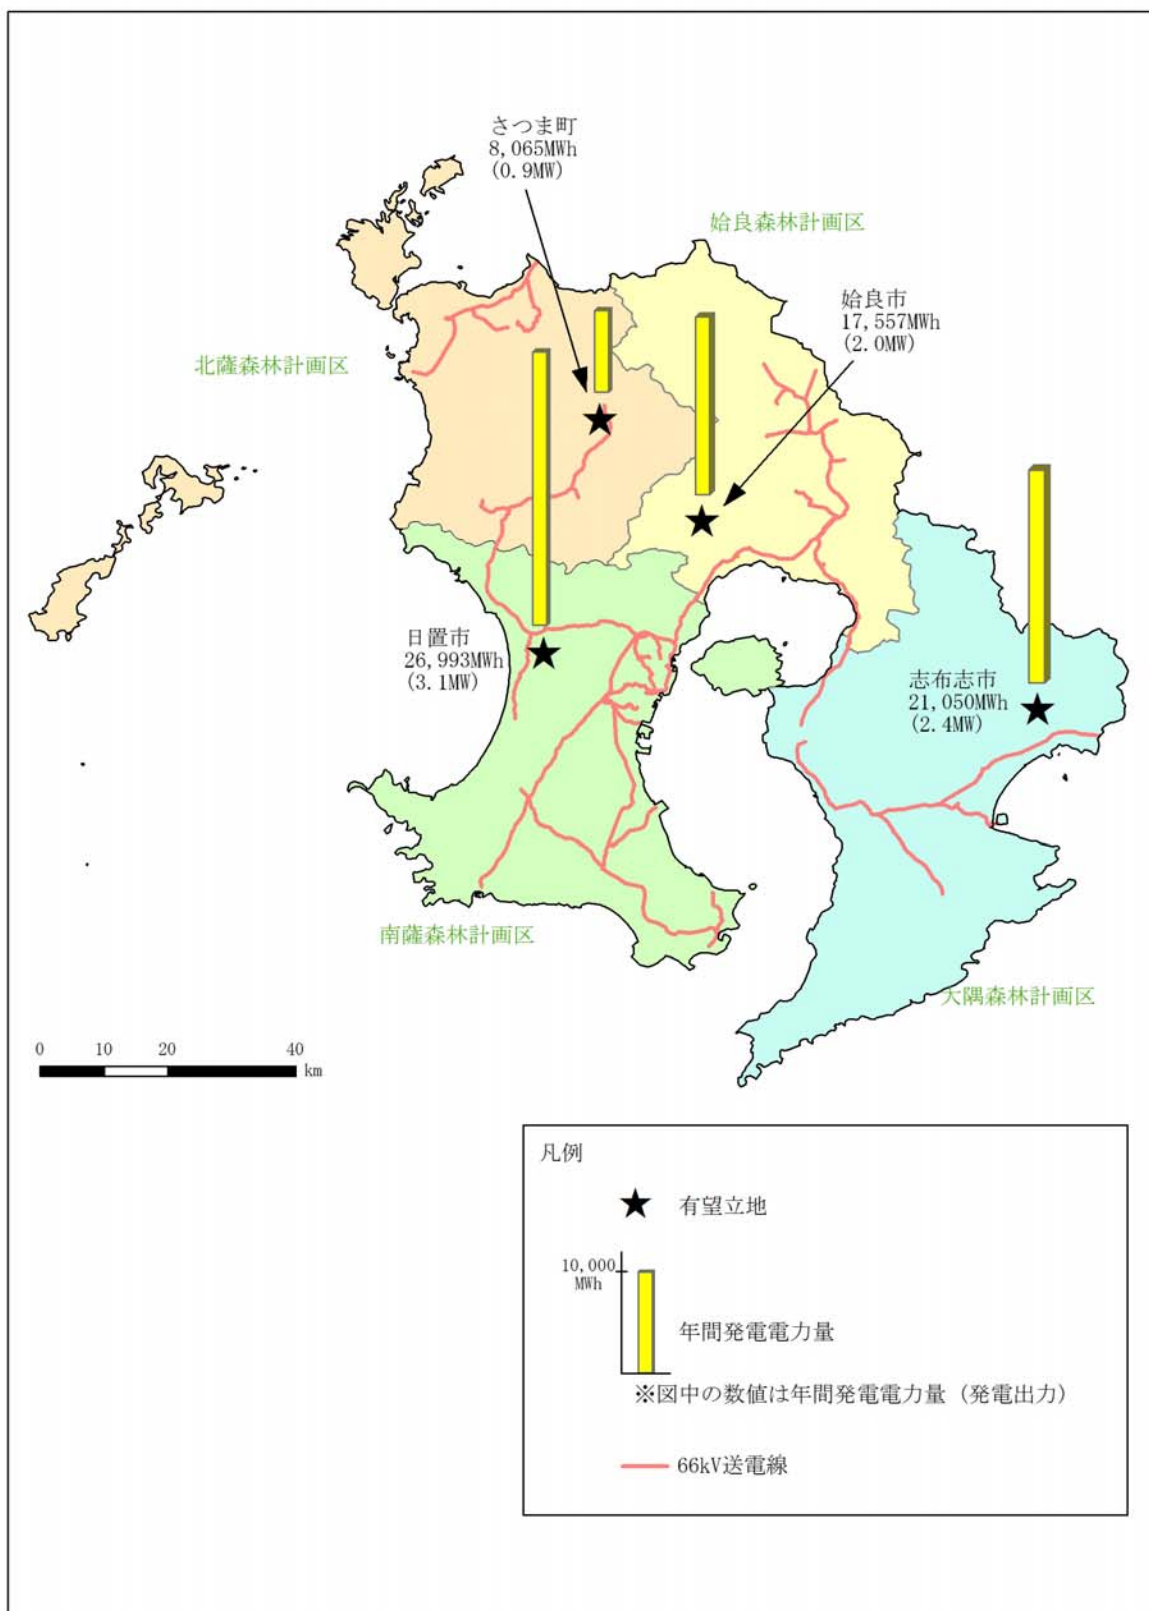 さつま町
8,065MWh
(0.9MW)
姶良森林計画区
姶良市
17,557MWh
(2.0MW)
北薩森林計画区
日置市
26,993MWh
(3.1MW)
志布志市
21,050MWh
(2.4MW)
南薩森林計画区
大隅森林計画区
0 10 20 40
km
凡例
★ 有望立地
10,000
MWh
年間発電電力量
※図中の数値は年間発電電力量（発電出力）
66kV送電線